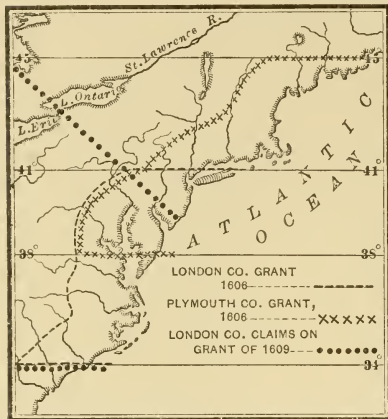 St. Lawrence R.
45°
45°
L. Ontario
L. Erie
41°
41°
ATLANTIC
OCEAN
38°
38°
LONDON CO. GRANT
1606
PLYMOUTH CO. GRANT,
1606
LONDON CO. CLAIMS ON
GRANT OF 1609
34°
34°